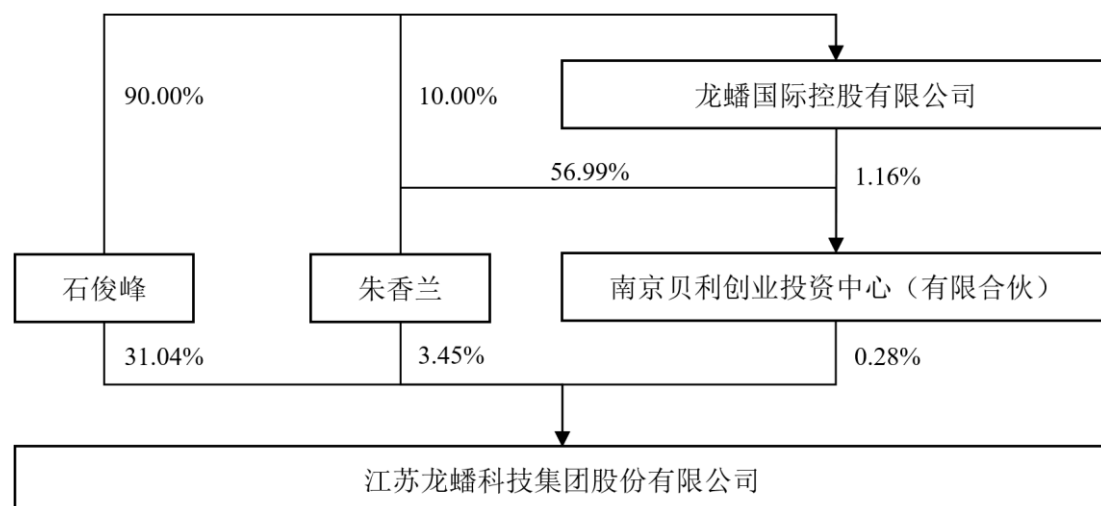 90.00%
10.00%
龙蟠国际控股有限公司
56.99%
1.16%
石俊峰
朱香兰
南京贝利创业投资中心（有限合伙）
31.04%
3.45%
0.28%
江苏龙蟠科技集团股份有限公司